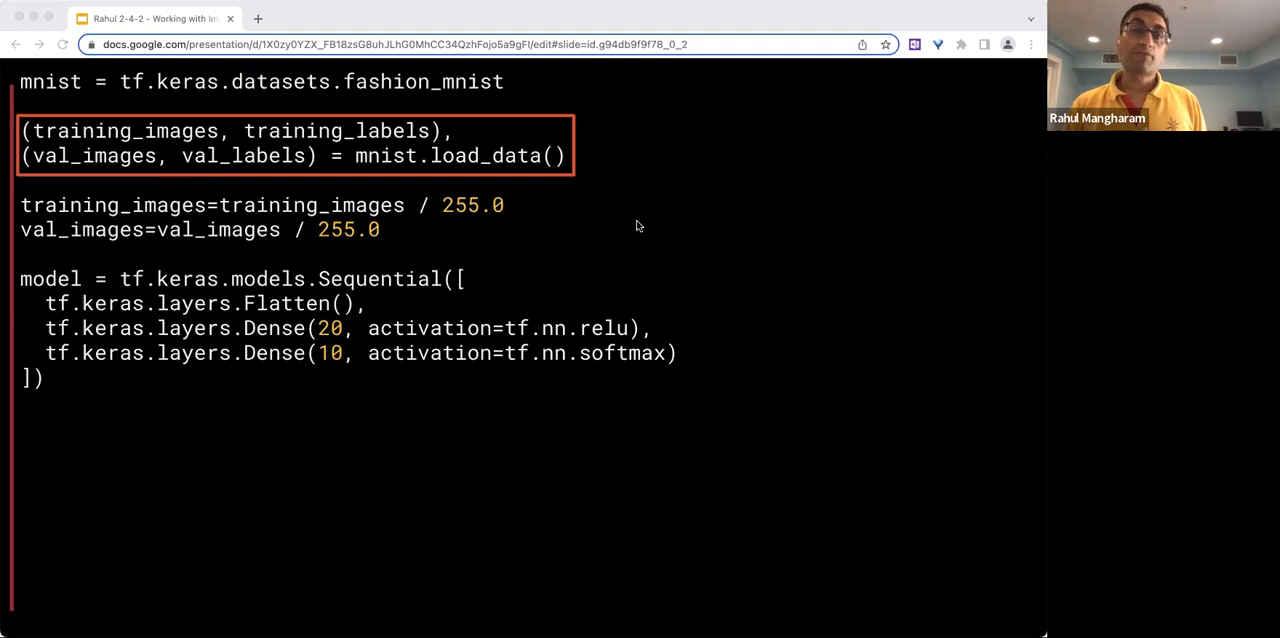 Rahul 2-4-2 - Working with Im
docs.google.com/presentation/d/1X0zy0YZX_FB18zsG8uhJLhG0MhCC34QzhFojo5a9gFI/edit#slide=id.g94db9f9f78_0_2
mnist = tf.keras.datasets.fashion_mnist
(training_images, training_labels),
(val_images, val_labels) = mnist.load_data()
training_images=training_images / 255.0
val_images=val_images / 255.0
model = tf.keras.models.Sequential([
tf.keras.layers.Flatten(),
tf.keras.layers.Dense(20, activation=tf.nn.relu),
tf.keras.layers.Dense(10, activation=tf.nn.softmax)
])
Rahul Mangharam